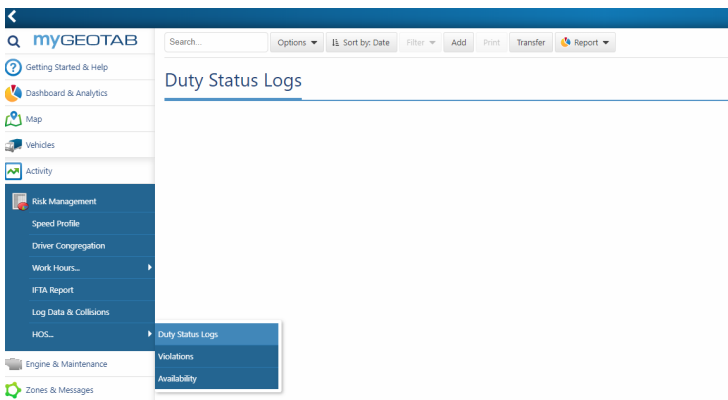 myGEOTAB
Search... Options Sort by: Date Filter Add Print Transfer Report
Getting Started & Help
Duty Status Logs
Dashboard & Analytics
Map
Vehicles
Activity
Risk Management
Speed Profile
Driver Congregation
Work Hours...
IFTA Report
Log Data & Collisions
HOS...
Duty Status Logs
Violations
Availability
Engine & Maintenance
Zones & Messages